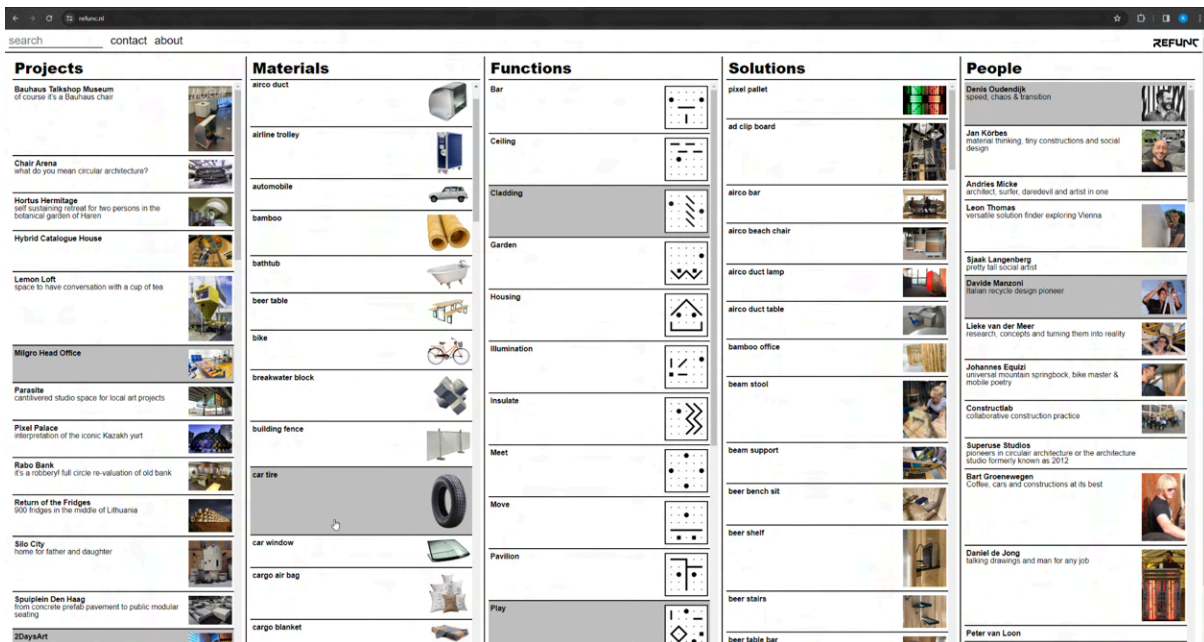 refunc.nl
search contact about REFUNC
Projects
Bauhaus Talkshop Museum
of course it's a Bauhaus chair
Chair Arena
what do you mean circular architecture?
Hortus Hermitage
self sustaining retreat for two persons in the
botanical garden of Haren
Hybrid Catalogue House
Lemon Loft
space to have conversation with a cup of tea
Milgro Head Office
Parasite
cantilivered studio space for local art projects
Pixel Palace
interpretation of the iconic Kazakh yurt
Rabo Bank
it's a robbery! full circle re-valuation of old bank
Return of the Fridges
900 fridges in the middle of Lithuania
Silo City
home for father and daughter
Spuiplein Den Haag
from concrete prefab pavement to public modular
seating
2DaysArt
Materials
airco duct
airline trolley
automobile
bamboo
bathtub
beer table
bike
breakwater block
building fence
car tire
car window
cargo air bag
cargo blanket
Functions
Bar
Ceiling
Cladding
Garden
Housing
Illumination
Insulate
Meet
Move
Pavilion
Play
Solutions
pixel pallet
ad clip board
airco bar
airco beach chair
airco duct lamp
airco duct table
bamboo office
beam stool
beam support
beer bench sit
beer shelf
beer stairs
beer table bar
People
Denis Oudendijk
speed, chaos & transition
Jan Körbes
material thinking, tiny constructions and social
design
Andries Micke
architect, surfer, daredevil and artist in one
Leon Thomas
versatile solution finder exploring Vienna
Sjaak Langenberg
pretty tall social artist
Davide Manzoni
Italian recycle design pioneer
Lieke van der Meer
research, concepts and turning them into reality
Johannes Equizi
universal mountain springbock, bike master &
mobile poetry
Constructlab
collaborative construction practice
Superuse Studios
pioneers in circulair architecture or the architecture
studio formerly known as 2012
Bart Groenewegen
Coffee, cars and constructions at its best
Daniel de Jong
talking drawings and man for any job
Peter van Loon